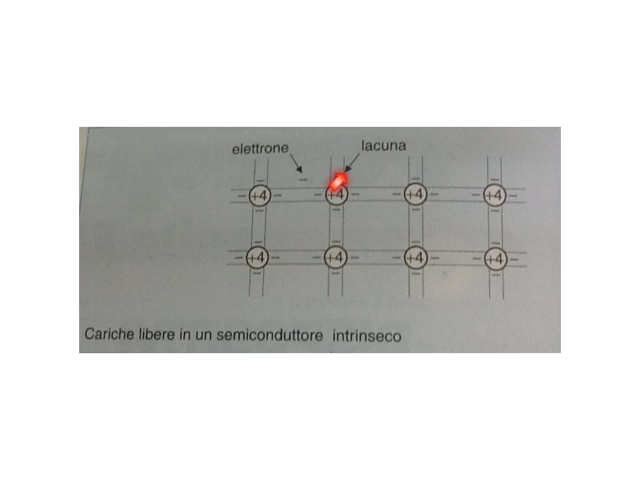 elettrone lacuna
+4 +4 +4 +4
+4 +4 +4 +4
Cariche libere in un semiconduttore intrinseco